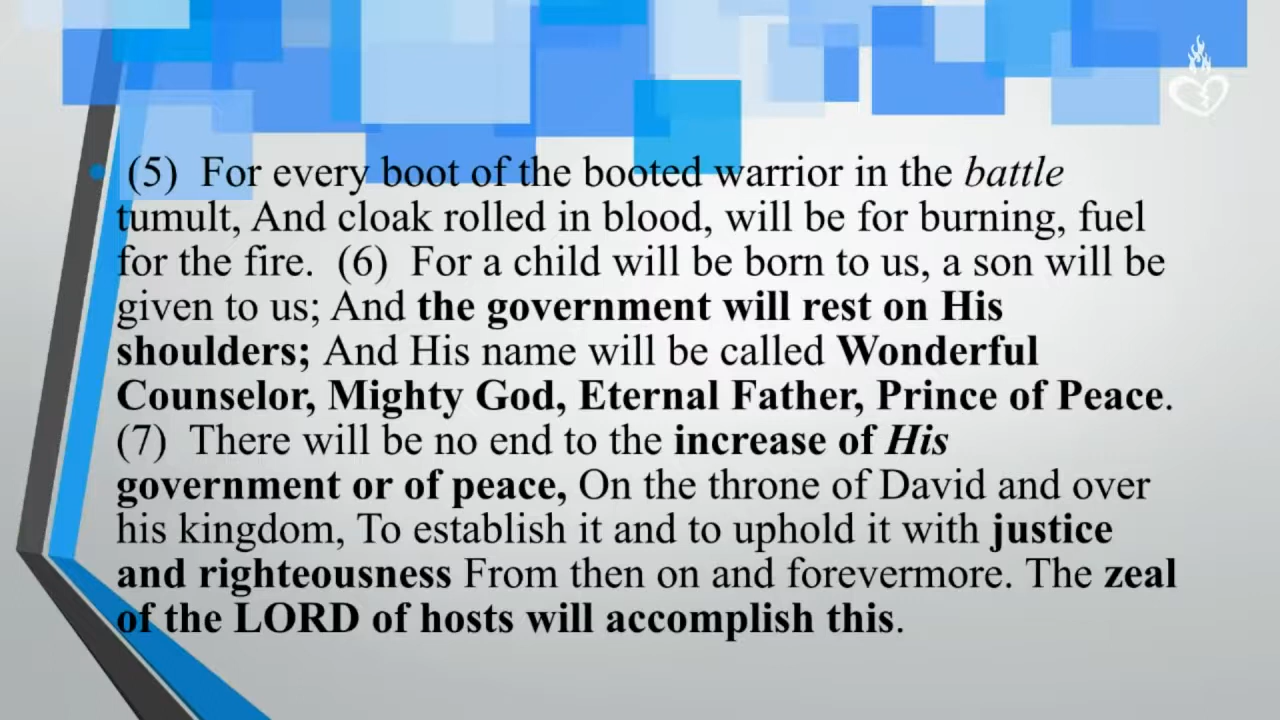 (5) For every boot of the booted warrior in the battle
tumult, And cloak rolled in blood, will be for burning, fuel
for the fire. (6) For a child will be born to us, a son will be
given to us; And the government will rest on His
shoulders; And His name will be called Wonderful
Counselor, Mighty God, Eternal Father, Prince of Peace.
(7) There will be no end to the increase of His
government or of peace, On the throne of David and over
his kingdom, To establish it and to uphold it with justice
and righteousness From then on and forevermore. The zeal
of the LORD of hosts will accomplish this.